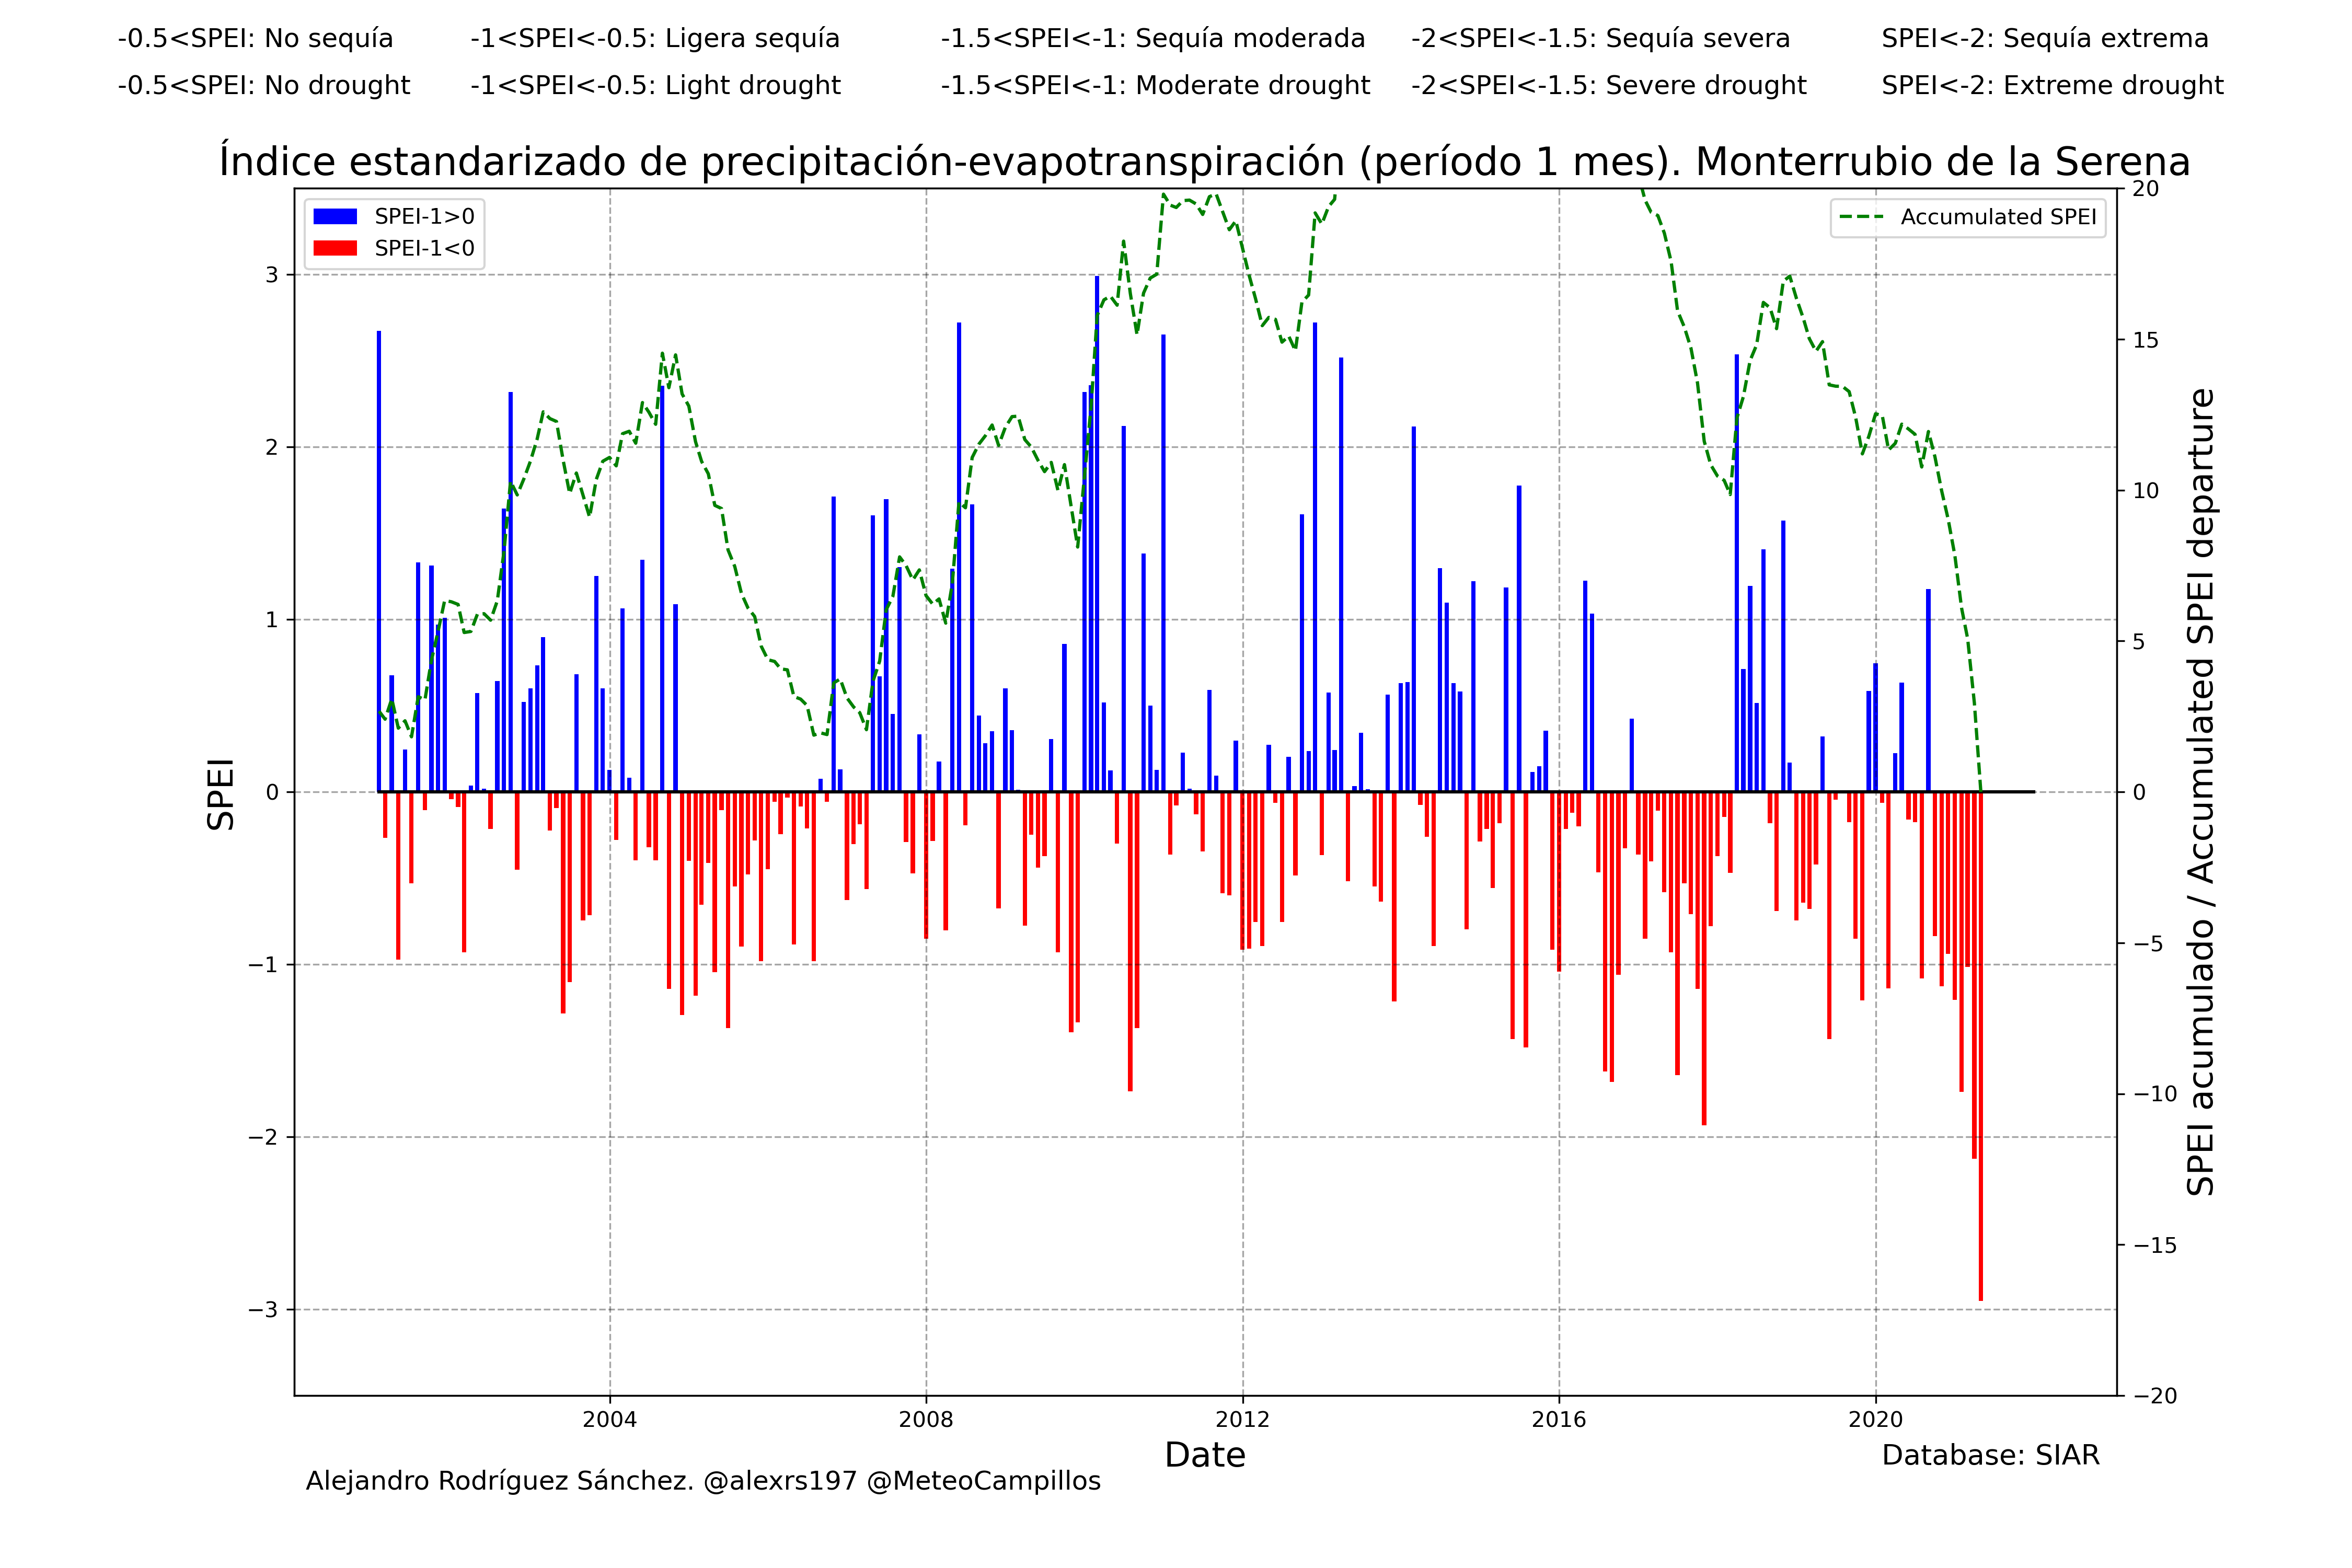 -0.5<SPEI: No sequía -1<SPEI<-0.5: Ligera sequía -1.5<SPEI<-1: Sequía moderada -2<SPEI<-1.5: Sequía severa SPEI<-2: Sequía extrema
-0.5<SPEI: No drought -1<SPEI<-0.5: Light drought -1.5<SPEI<-1: Moderate drought -2<SPEI<-1.5: Severe drought SPEI<-2: Extreme drought
Índice estandarizado de precipitación-evapotranspiración (período 1 mes). Monterrubio de la Serena
SPEI-1>0
SPEI-1<0
Accumulated SPEI
SPEI
3
2
1
0
−1
−2
−3
20
15
10
5
0
−5
−10
−15
−20
SPEI acumulado / Accumulated SPEI departure
2004 2008 2012 2016 2020
Date
Database: SIAR
Alejandro Rodríguez Sánchez. @alexrs197 @MeteoCampillos